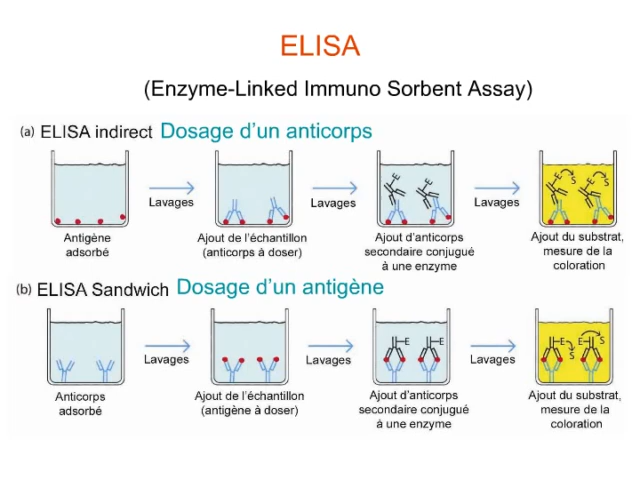 ELISA
(Enzyme-Linked Immuno Sorbent Assay)
(a) ELISA indirect Dosage d'un anticorps
Lavages
Lavages
Lavages
Antigène
adsorbé
Ajout de l'échantillon
(anticorps à doser)
Ajout d'anticorps
secondaire conjugué
à une enzyme
Ajout du substrat,
mesure de la
coloration
E
E
E
S
E
S
(b) ELISA Sandwich Dosage d'un antigène
Lavages
Lavages
Lavages
Anticorps
adsorbé
Ajout de l'échantillon
(antigène à doser)
Ajout d'anticorps
secondaire conjugué
à une enzyme
Ajout du substrat,
mesure de la
coloration
E
E
E
S
E
S